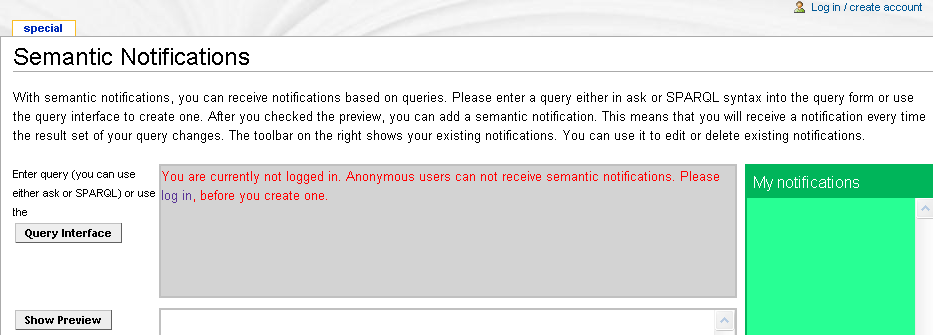 Log in / create account
special
Semantic Notifications
With semantic notifications, you can receive notifications based on queries. Please enter a query either in ask or SPARQL syntax into the query form or use
the query interface to create one. After you checked the preview, you can add a semantic notification. This means that you will receive a notification every time
the result set of your query changes. The toolbar on the right shows your existing notifications. You can use it to edit or delete existing notifications.
Enter query (you can use
either ask or SPARQL) or use
the
Query Interface
You are currently not logged in. Anonymous users can not receive semantic notifications. Please
log in, before you create one.
My notifications
Show Preview